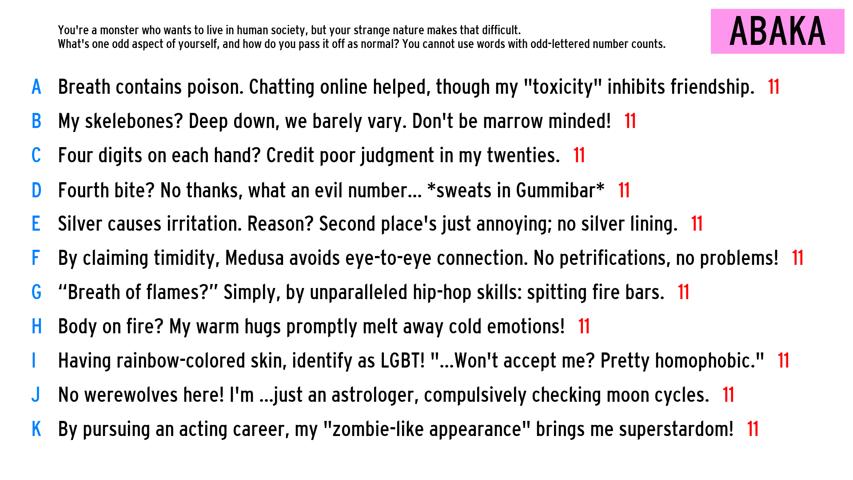 You're a monster who wants to live in human society, but your strange nature makes that difficult.
What's one odd aspect of yourself, and how do you pass it off as normal? You cannot use words with odd-lettered number counts.
ABAKA
A Breath contains poison. Chatting online helped, though my "toxicity" inhibits friendship. 11
B My skelebones? Deep down, we barely vary. Don't be marrow minded! 11
C Four digits on each hand? Credit poor judgment in my twenties. 11
D Fourth bite? No thanks, what an evil number... *sweats in Gummibar* 11
E Silver causes irritation. Reason? Second place's just annoying; no silver lining. 11
F By claiming timidity, Medusa avoids eye-to-eye connection. No petrifications, no problems! 11
G “Breath of flames?” Simply, by unparalleled hip-hop skills: spitting fire bars. 11
H Body on fire? My warm hugs promptly melt away cold emotions! 11
I Having rainbow-colored skin, identify as LGBT! "...Won't accept me? Pretty homophobic." 11
J No werewolves here! I'm ...just an astrologer, compulsively checking moon cycles. 11
K By pursuing an acting career, my "zombie-like appearance" brings me superstardom! 11